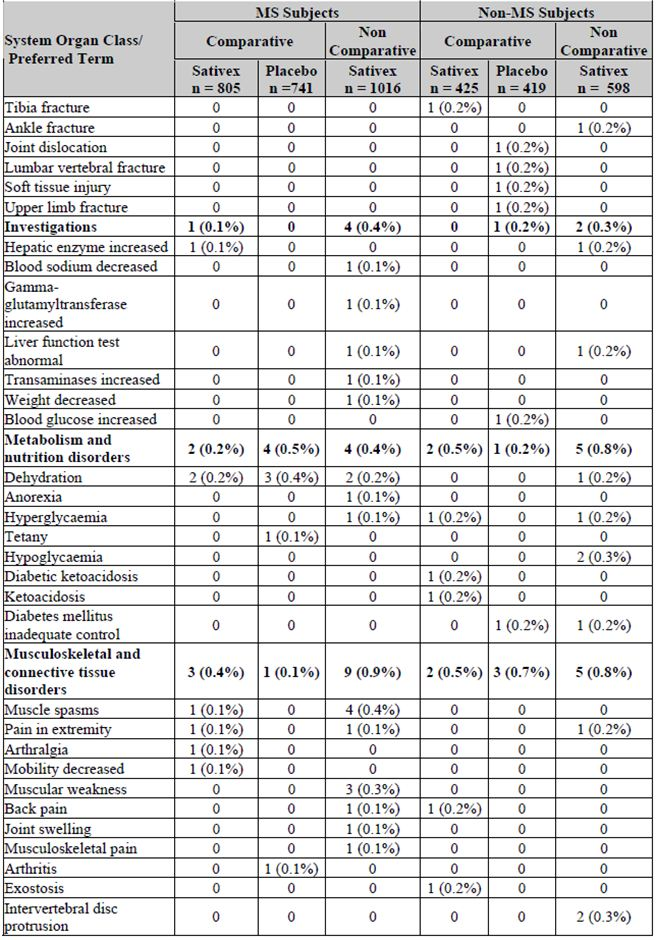 System Organ Class/ Preferred Term | MS Subjects | Non-MS Subjects
Comparative | Non Comparative | Comparative | Non Comparative
Sativex n = 805 | Placebo n =741 | Sativex n = 1016 | Sativex n = 425 | Placebo n = 419 | Sativex n = 598
Tibia fracture | 0 | 0 | 0 | 1 (0.2%) | 0 | 0
Ankle fracture | 0 | 0 | 0 | 0 | 0 | 1 (0.2%)
Joint dislocation | 0 | 0 | 0 | 0 | 1 (0.2%) | 0
Lumbar vertebral fracture | 0 | 0 | 0 | 0 | 1 (0.2%) | 0
Soft tissue injury | 0 | 0 | 0 | 0 | 1 (0.2%) | 0
Upper limb fracture | 0 | 0 | 0 | 0 | 1 (0.2%) | 0
Investigations | 1 (0.1%) | 0 | 4 (0.4%) | 0 | 1 (0.2%) | 2 (0.3%)
Hepatic enzyme increased | 1 (0.1%) | 0 | 0 | 0 | 0 | 1 (0.2%)
Blood sodium decreased | 0 | 0 | 1 (0.1%) | 0 | 0 | 0
Gamma-glutamyltransferase increased | 0 | 0 | 1 (0.1%) | 0 | 0 | 0
Liver function test abnormal | 0 | 0 | 1 (0.1%) | 0 | 0 | 1 (0.2%)
Transaminases increased | 0 | 0 | 1 (0.1%) | 0 | 0 | 0
Weight decreased | 0 | 0 | 1 (0.1%) | 0 | 0 | 0
Blood glucose increased | 0 | 0 | 0 | 0 | 1 (0.2%) | 0
Metabolism and nutrition disorders | 2 (0.2%) | 4 (0.5%) | 4 (0.4%) | 2 (0.5%) | 1 (0.2%) | 5 (0.8%)
Dehydration | 2 (0.2%) | 3 (0.4%) | 2 (0.2%) | 0 | 0 | 1 (0.2%)
Anorexia | 0 | 0 | 1 (0.1%) | 0 | 0 | 0
Hyperglycaemia | 0 | 0 | 1 (0.1%) | 1 (0.2%) | 0 | 1 (0.2%)
Tetany | 0 | 1 (0.1%) | 0 | 0 | 0 | 0
Hypoglycaemia | 0 | 0 | 0 | 0 | 0 | 2 (0.3%)
Diabetic ketoacidosis | 0 | 0 | 0 | 1 (0.2%) | 0 | 0
Ketoacidosis | 0 | 0 | 0 | 1 (0.2%) | 0 | 0
Diabetes mellitus inadequate control | 0 | 0 | 0 | 0 | 1 (0.2%) | 1 (0.2%)
Musculoskeletal and connective tissue disorders | 3 (0.4%) | 1 (0.1%) | 9 (0.9%) | 2 (0.5%) | 3 (0.7%) | 5 (0.8%)
Muscle spasms | 1 (0.1%) | 0 | 4 (0.4%) | 0 | 0 | 0
Pain in extremity | 1 (0.1%) | 0 | 1 (0.1%) | 0 | 0 | 1 (0.2%)
Arthralgia | 1 (0.1%) | 0 | 0 | 0 | 0 | 0
Mobility decreased | 1 (0.1%) | 0 | 0 | 0 | 0 | 0
Muscular weakness | 0 | 0 | 3 (0.3%) | 0 | 0 | 0
Back pain | 0 | 0 | 1 (0.1%) | 1 (0.2%) | 0 | 0
Joint swelling | 0 | 0 | 1 (0.1%) | 0 | 0 | 0
Musculoskeletal pain | 0 | 0 | 1 (0.1%) | 0 | 0 | 0
Arthritis | 0 | 1 (0.1%) | 0 | 0 | 0 | 0
Exostosis | 0 | 0 | 0 | 1 (0.2%) | 0 | 0
Intervertebral disc protrusion | 0 | 0 | 0 | 0 | 0 | 2 (0.3%)